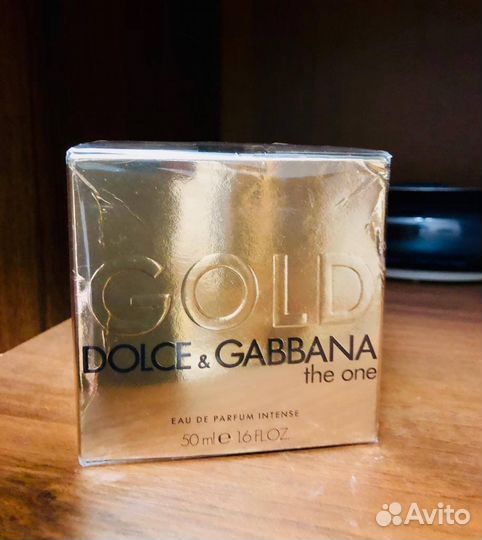 GOLD
DOLCE & GABBANA
the one
EAU DE PARFUM INTENSE
50 ml ℮ 1.6 FL.OZ.
Avito